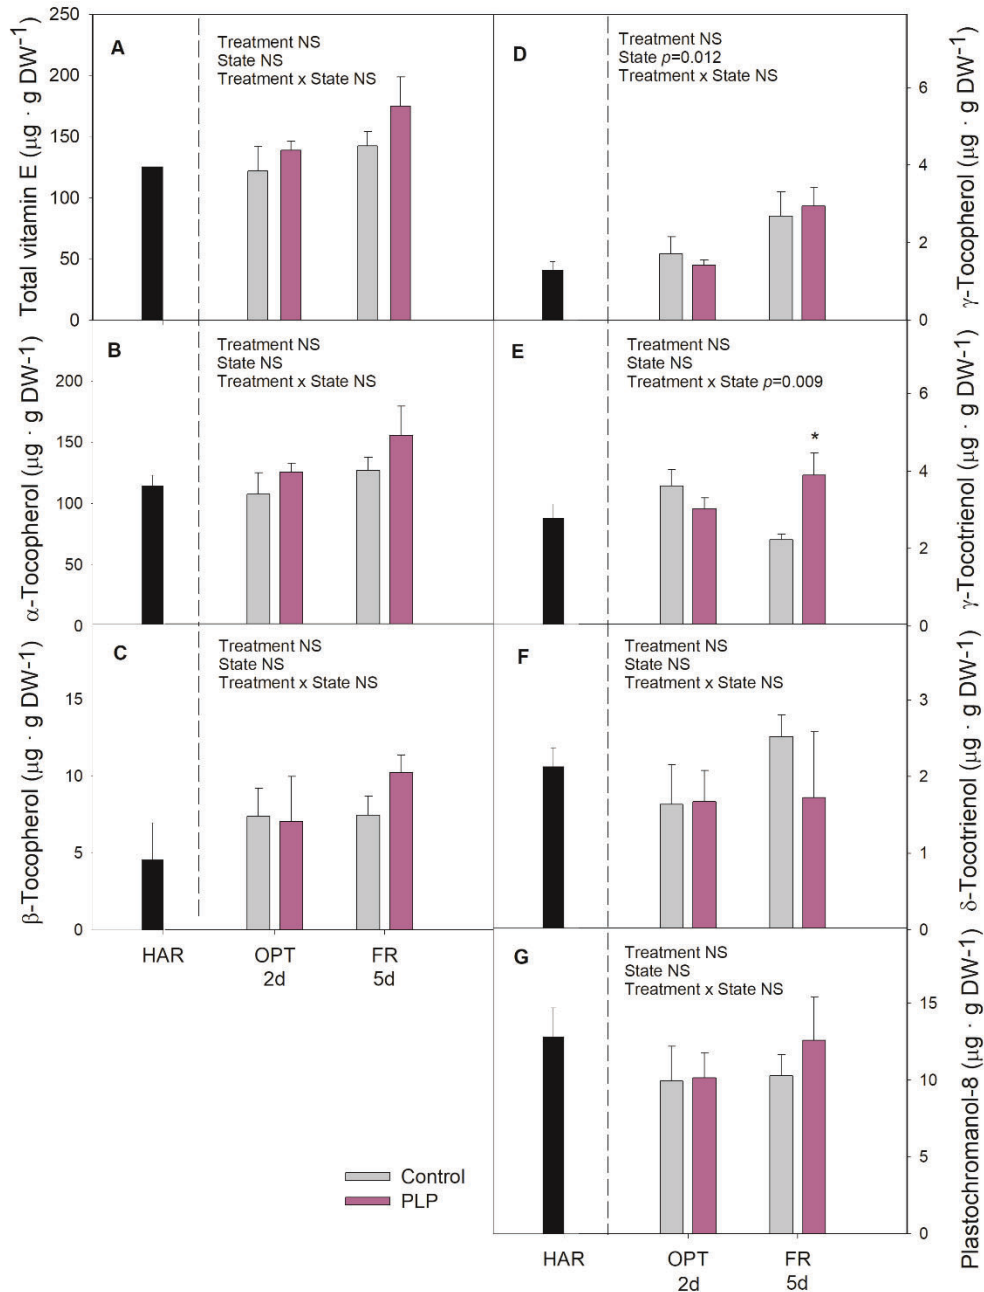 A
Treatment NS
State NS
Treatment x State NS
250
200
150
100
50
0
Total vitamin E (μg · g DW⁻¹)
D
Treatment NS
State p=0.012
Treatment x State NS
6
4
2
0
γ-Tocopherol (μg · g DW⁻¹)
B
Treatment NS
State NS
Treatment x State NS
200
150
100
50
0
α-Tocopherol (μg · g DW-1)
E
Treatment NS
State NS
Treatment x State p=0.009
*
6
4
2
0
γ-Tocotrienol (μg · g DW-1)
C
Treatment NS
State NS
Treatment x State NS
15
10
5
0
β-Tocopherol (μg · g DW-1)
HAR
OPT
2d
FR
5d
F
Treatment NS
State NS
Treatment x State NS
3
2
1
0
δ-Tocotrienol (μg · g DW-1)
G
Treatment NS
State NS
Treatment x State NS
15
10
5
0
Plastochromanol-8 (μg · g DW-1)
HAR
OPT
2d
FR
5d
Control
PLP